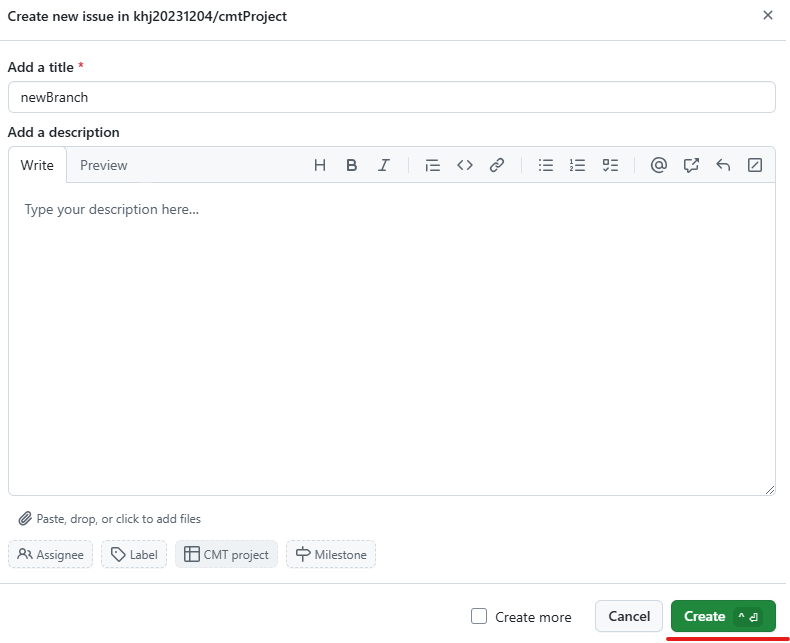 Create new issue in khj20231204/cmtProject
Add a title *
newBranch
Add a description
Write Preview H B I
Type your description here...
Paste, drop, or click to add files
Assignee Label CMT project Milestone
Create more Cancel Create ^ ⏎